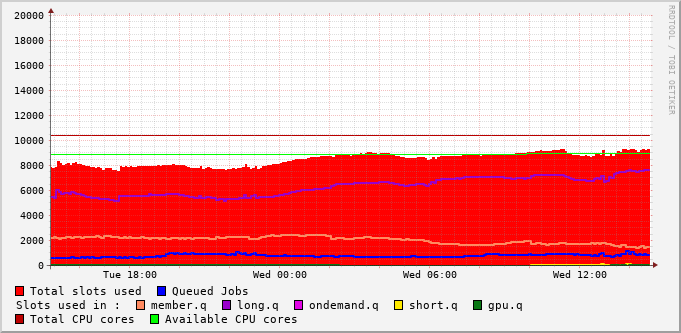 RRDTOOL / TOBI OETIKER
20000
18000
16000
14000
12000
10000
8000
6000
4000
2000
0
Tue 18:00 Wed 00:00 Wed 06:00 Wed 12:00
Total slots used Queued Jobs
Slots used in : member.q long.q ondemand.q short.q gpu.q
Total CPU cores Available CPU cores